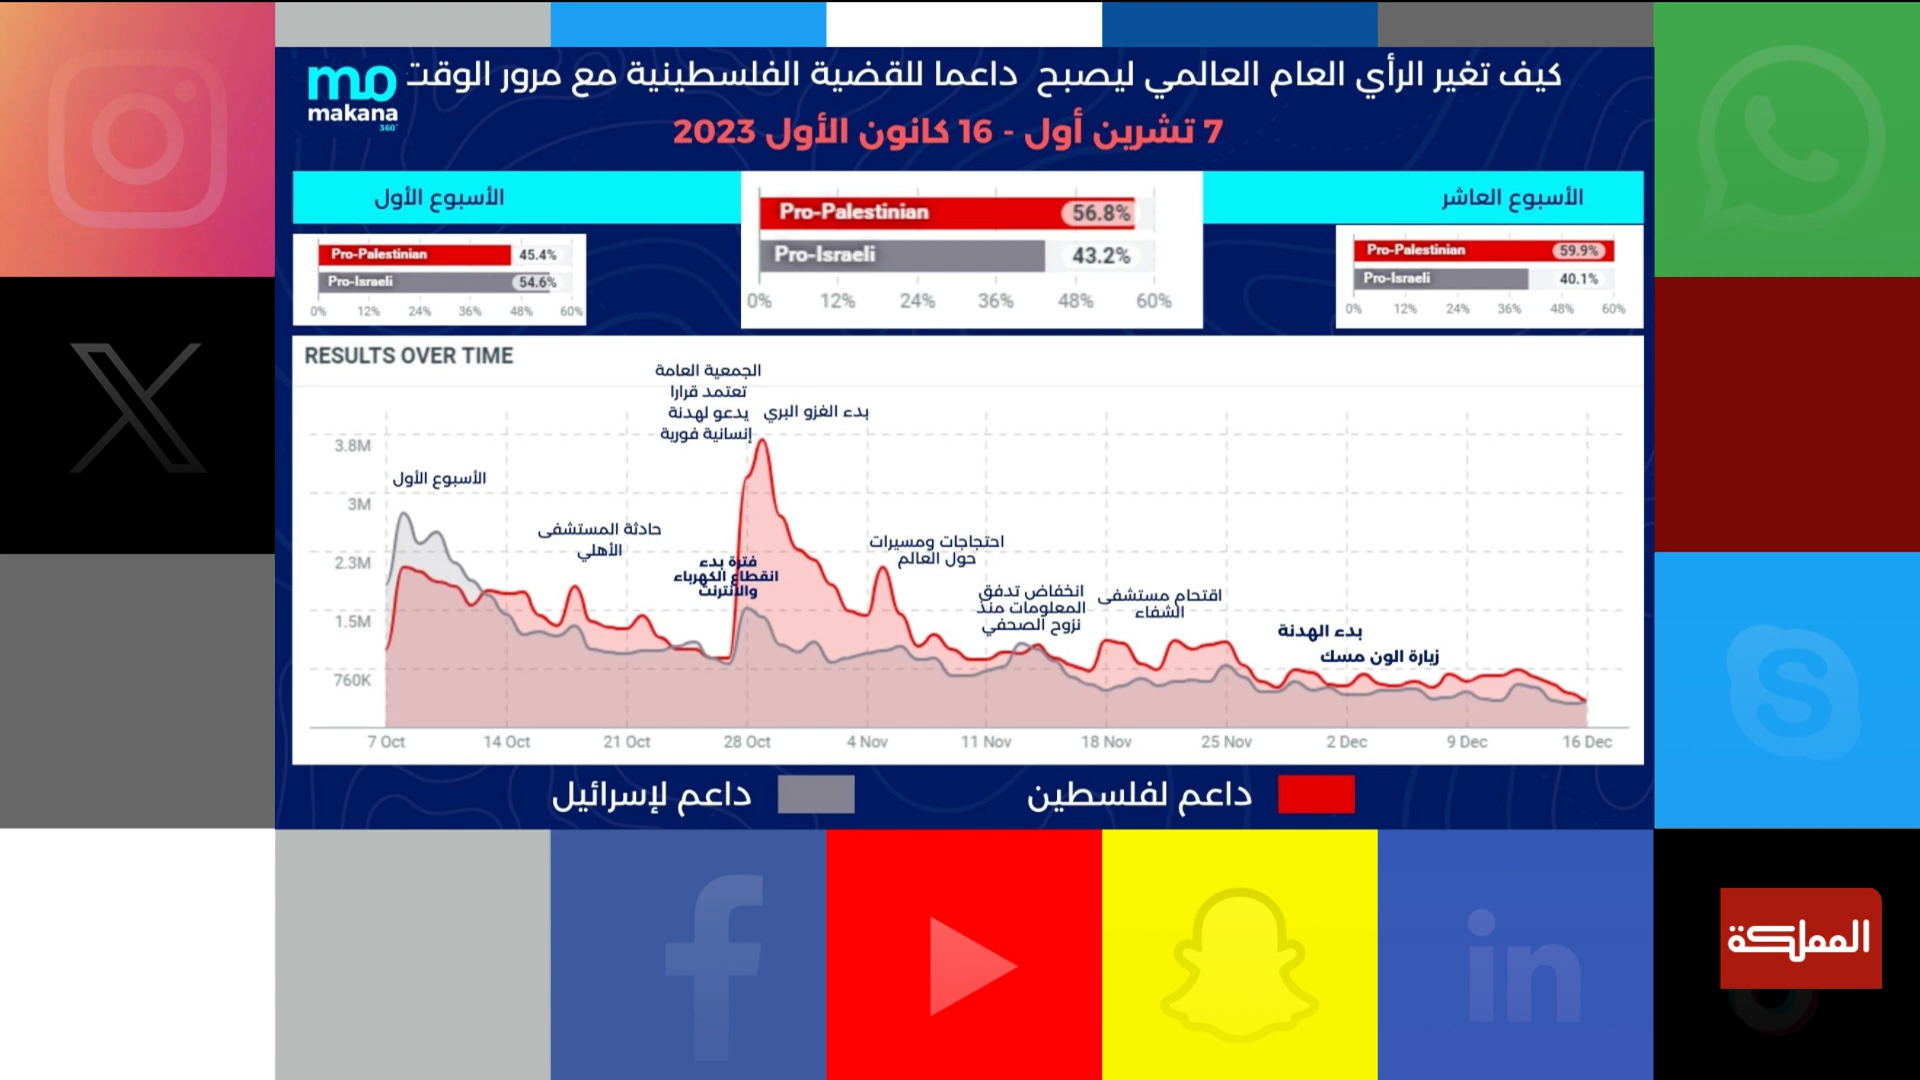 كيف تغير الرأي العام العالمي ليصبح داعما للقضية الفلسطينية مع مرور الوقت
mo
makana
360°
7 تشرين أول - 16 كانون الأول 2023
الأسبوع الأول
الأسبوع العاشر
Pro-Palestinian 45.4%
Pro-Israeli 54.6%
0% 12% 24% 36% 48% 60%
Pro-Palestinian 56.8%
Pro-Israeli 43.2%
0% 12% 24% 36% 48% 60%
Pro-Palestinian 59.9%
Pro-Israeli 40.1%
0% 12% 24% 36% 48% 60%
RESULTS OVER TIME
الجمعية العامة
تعتمد قرارا
يدعو لهدنة
إنسانية فورية
بدء الغزو البري
الأسبوع الأول
حادثة المستشفى
الأهلي
فترة بدء
انقطاع الكهرباء
والانترنت
احتجاجات ومسيرات
حول العالم
انخفاض تدفق
المعلومات منذ
نزوح الصحفي
اقتحام مستشفى
الشفاء
بدء الهدنة
زيارة الون مسك
3.8M
3M
2.3M
1.5M
760K
7 Oct 14 Oct 21 Oct 28 Oct 4 Nov 11 Nov 18 Nov 25 Nov 2 Dec 9 Dec 16 Dec
داعم لفلسطين
داعم لإسرائيل
المملكة